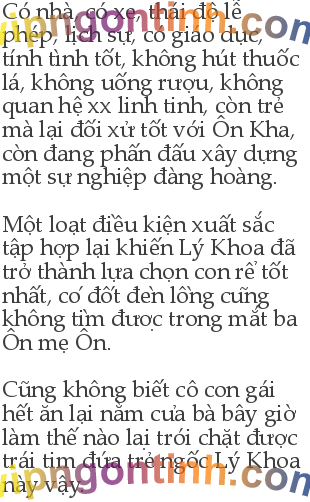 Có nhà, có xe, thái độ lễ
phép, lịch sự, có giáo dục,
tính tình tốt, không hút thuốc
lá, không uống rượu, không
quan hệ xx linh tinh, còn trẻ
mà lại đối xử tốt với Ôn Kha,
còn đang phấn đấu xây dựng
một sự nghiệp đàng hoàng.
Một loạt điều kiện xuất sắc
tập hợp lại khiến Lý Khoa đã
trở thành lựa chọn con rể tốt
nhất, có đốt đèn lồng cũng
không tìm được trong mắt ba
Ôn mẹ Ôn.
Cũng không biết cô con gái
hết ăn lại nằm của bà bây giờ
làm thế nào lại trói chặt được
trái tim đứa trẻ ngốc Lý Khoa
này vậy.
vipngontinh.com
vipngontinh.com